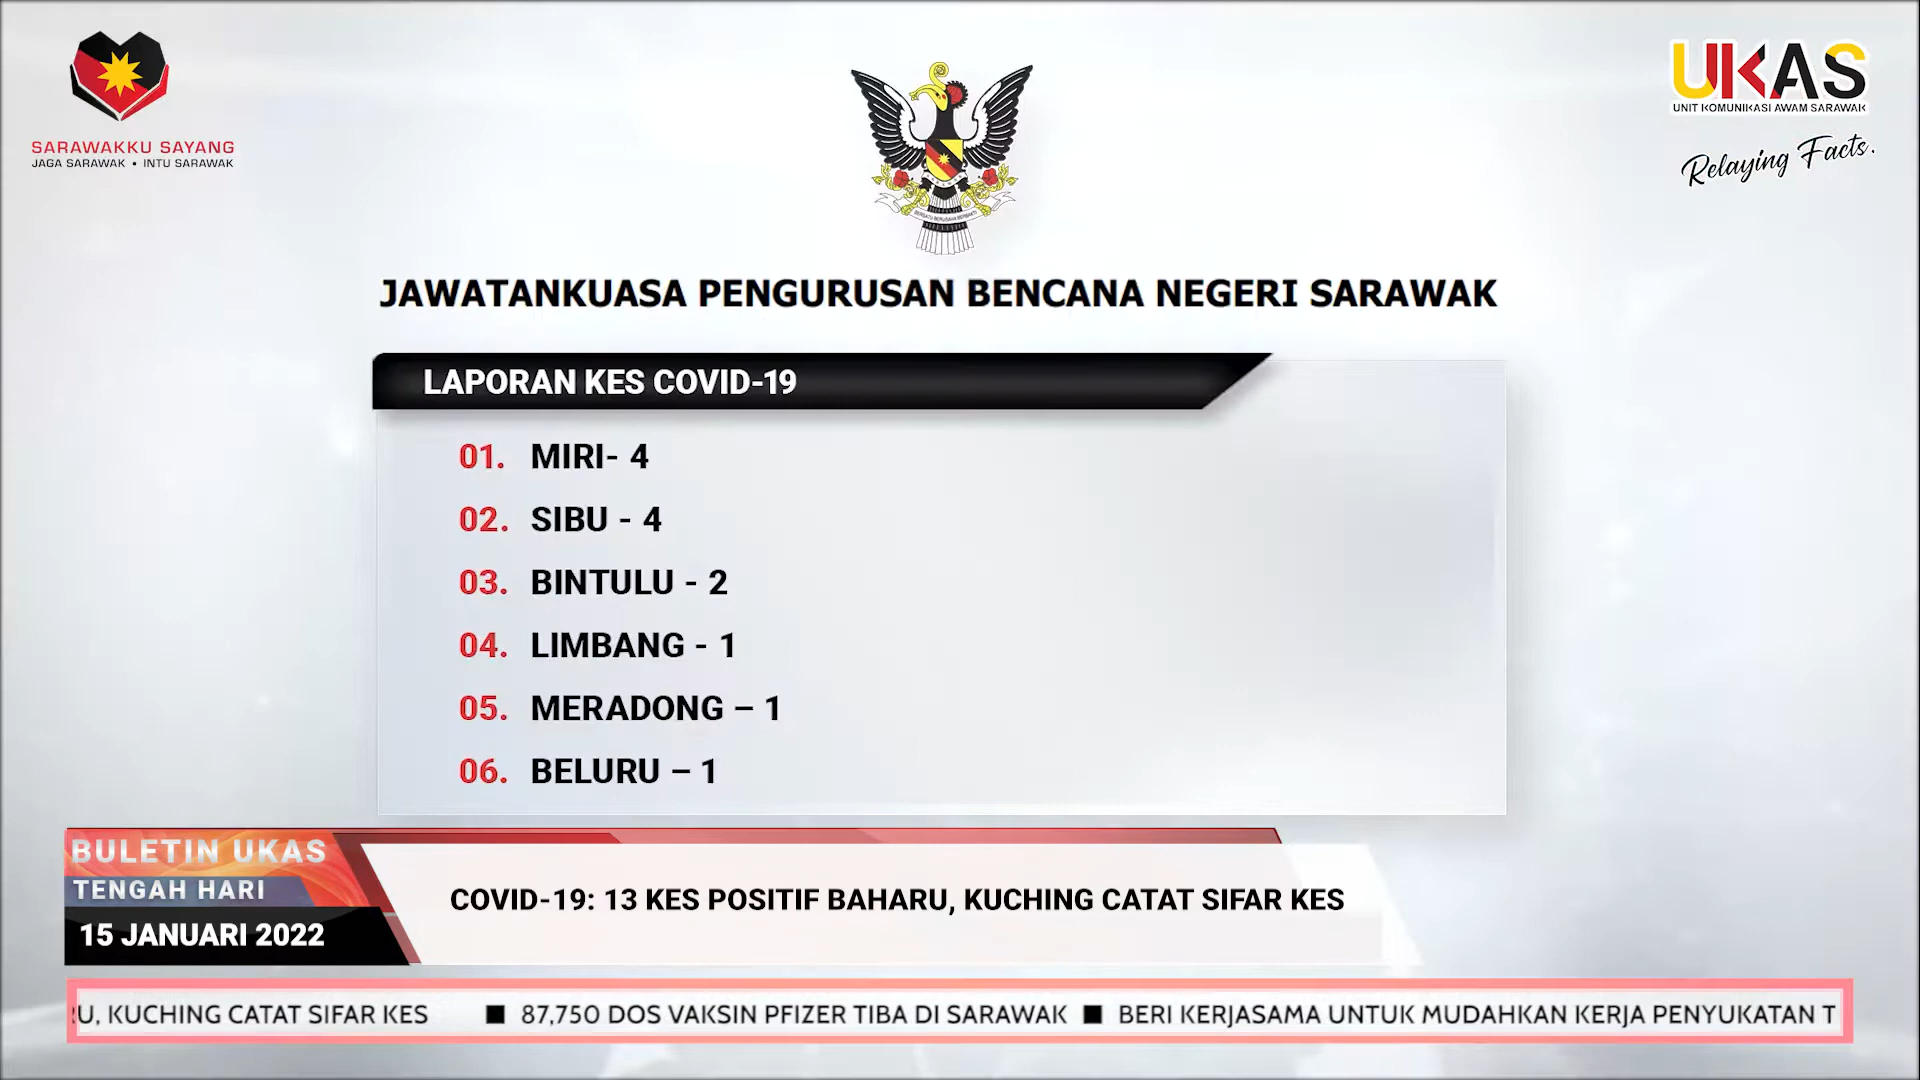 SARAWAKKU SAYANG
JAGA SARAWAK • INTU SARAWAK
UKAS
UNIT KOMUNIKASI AWAM SARAWAK
Relaying Facts.
BERSATU BERUSAHA BERBAKTI
JAWATANKUASA PENGURUSAN BENCANA NEGERI SARAWAK
LAPORAN KES COVID-19
01. MIRI- 4
02. SIBU - 4
03. BINTULU - 2
04. LIMBANG - 1
05. MERADONG – 1
06. BELURU – 1
BULETIN UKAS
TENGAH HARI
15 JANUARI 2022
COVID-19: 13 KES POSITIF BAHARU, KUCHING CATAT SIFAR KES
U, KUCHING CATAT SIFAR KES ■ 87,750 DOS VAKSIN PFIZER TIBA DI SARAWAK ■ BERI KERJASAMA UNTUK MUDAHKAN KERJA PENYUKATAN T